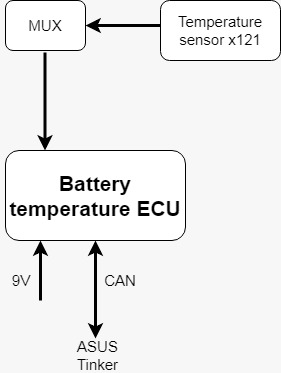 MUX
Temperature
sensor x121
Battery
temperature ECU
9V
CAN
ASUS
Tinker